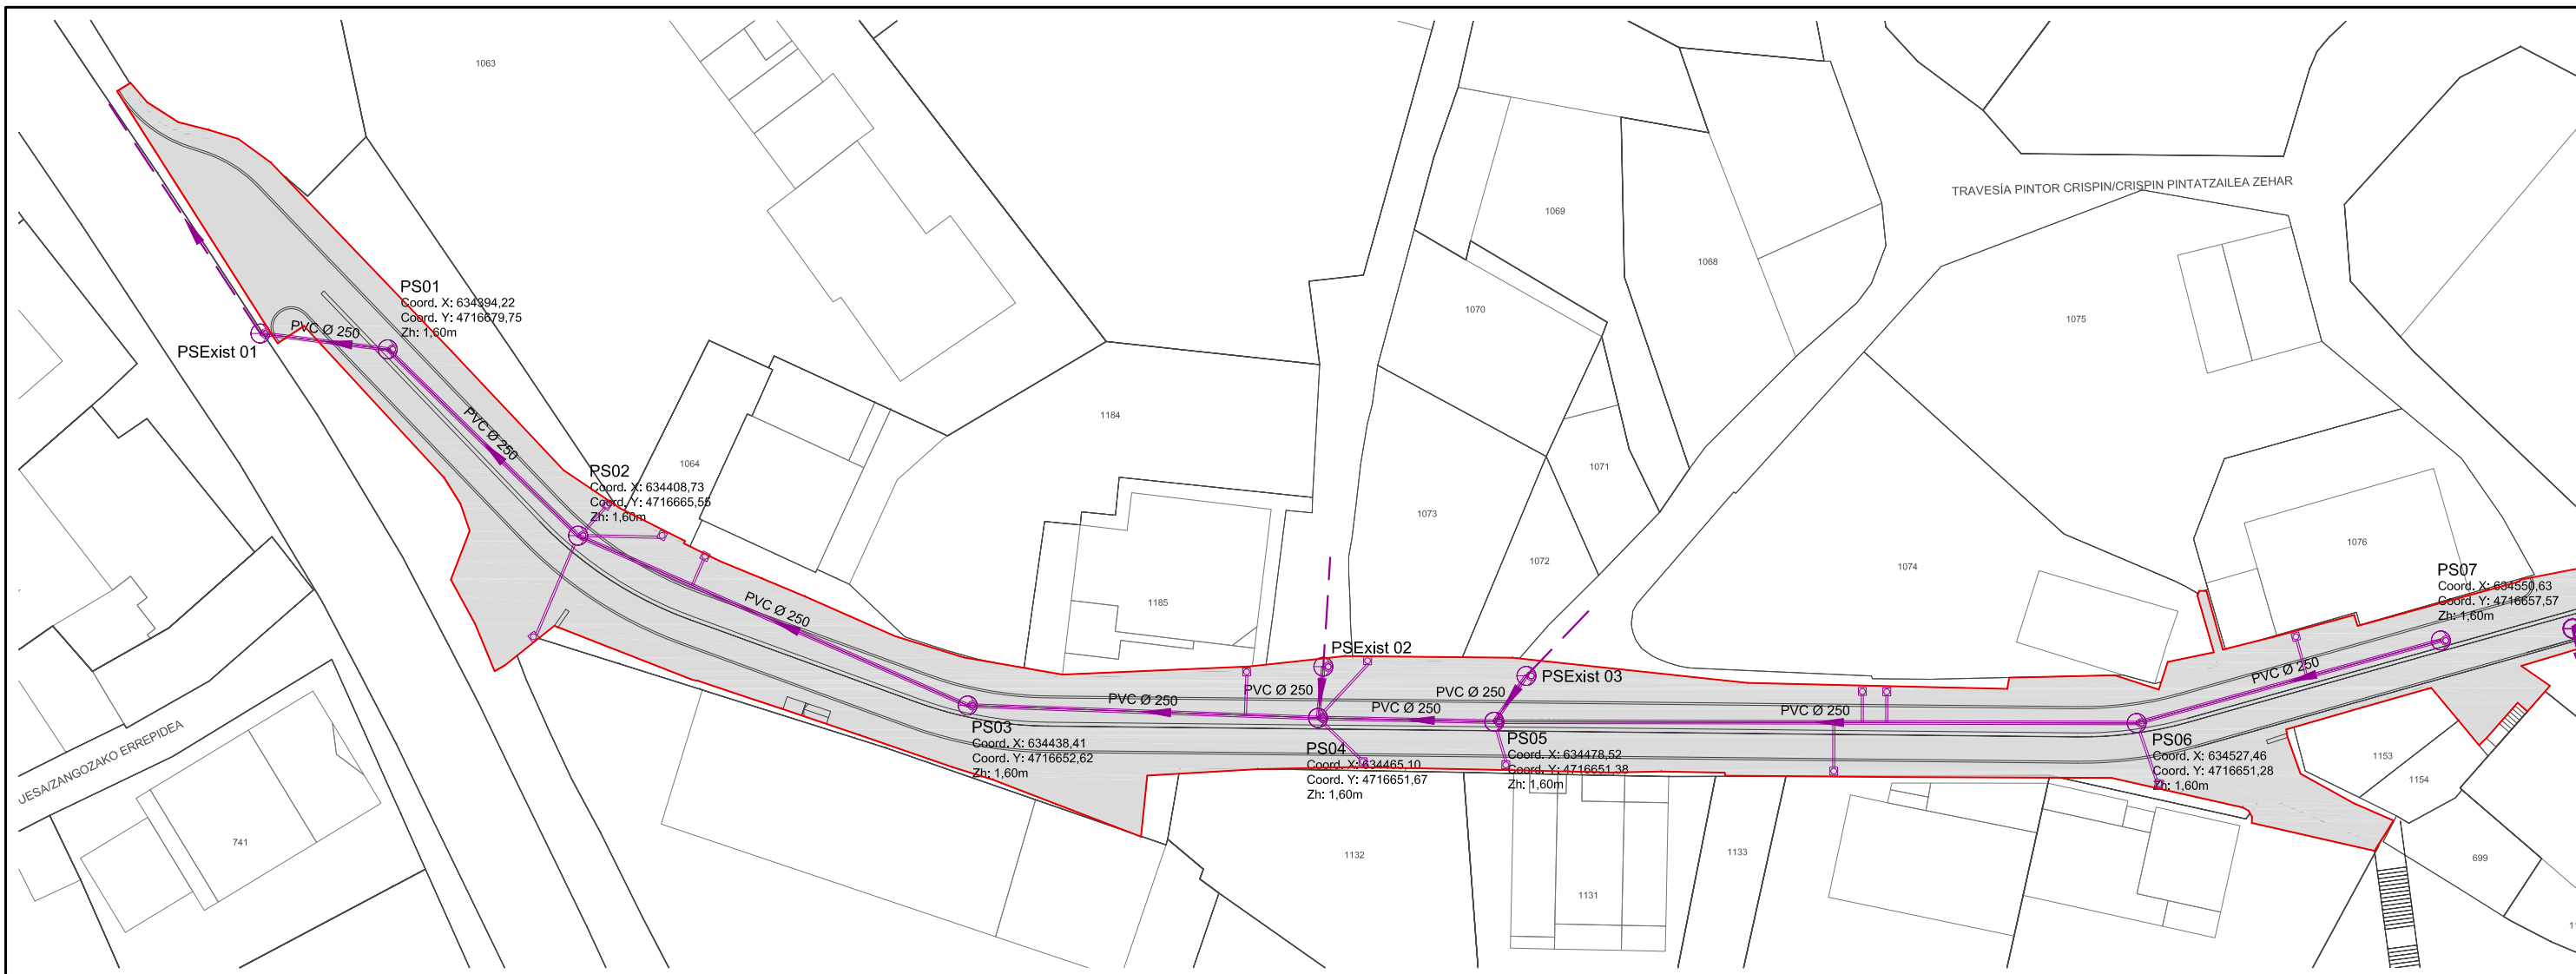 1063
TRAVESÍA PINTOR CRISPIN/CRISPIN PINTATZAILEA ZEHAR
1069
1068
1070
1075
PS01
Coord. X: 634394,22
Coord. Y: 4716679,75
Zh: 1,60m
PVC Ø 250
PSExist 01
PVC Ø 250
1184
1064
PS02
Coord. X: 634408,73
Coord. Y: 4716665,55
Zh: 1,60m
1071
1073
1072
1074
1076
PS07
Coord. X: 634550,63
Coord. Y: 4716657,57
Zh: 1,60m
1185
PVC Ø 250
PSExist 02
PSExist 03
PVC Ø 250
PVC Ø 250
PVC Ø 250
PVC Ø 250
PVC Ø 250
PVC Ø 250
PS03
Coord. X: 634438,41
Coord. Y: 4716652,62
Zh: 1,60m
PS04
Coord. X: 634465,10
Coord. Y: 4716651,67
Zh: 1,60m
PS05
Coord. X: 634478,52
Coord. Y: 4716651,38
Zh: 1,60m
PS06
Coord. X: 634527,46
Coord. Y: 4716651,28
Zh: 1,60m
UESA/ZANGOZAKO ERREPIDEA
741
1153
1154
1132
1133
1131
699